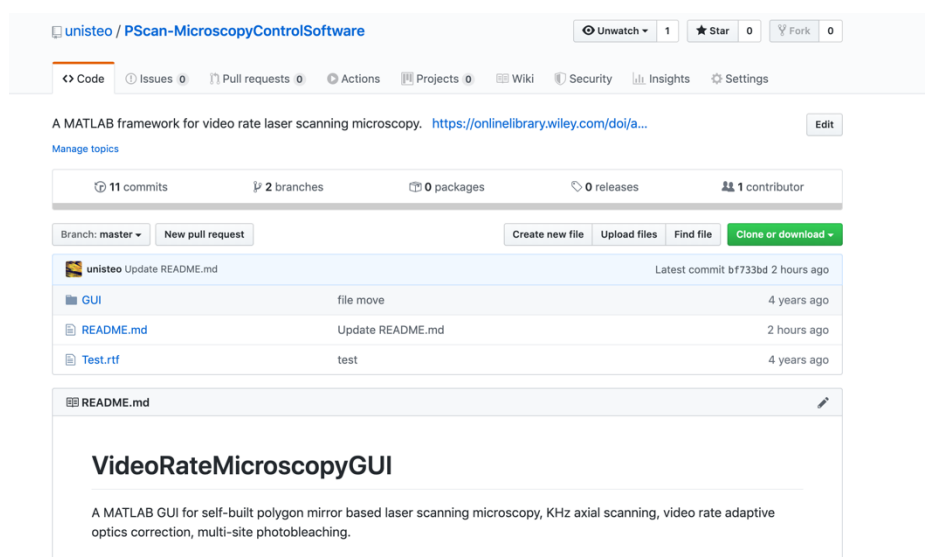 unisteo / PScan-MicroscopyControlSoftware
Unwatch 1 Star 0 Fork 0
Code Issues 0 Pull requests 0 Actions Projects 0 Wiki Security Insights Settings
A MATLAB framework for video rate laser scanning microscopy. https://onlinelibrary.wiley.com/doi/a... Edit
Manage topics
11 commits 2 branches 0 packages 0 releases 1 contributor
Branch: master New pull request Create new file Upload files Find file Clone or download
unisteo Update README.md Latest commit bf733bd 2 hours ago
GUI file move 4 years ago
README.md Update README.md 2 hours ago
Test.rtf test 4 years ago
README.md
VideoRateMicroscopyGUI
A MATLAB GUI for self-built polygon mirror based laser scanning microscopy, KHz axial scanning, video rate adaptive
optics correction, multi-site photobleaching.